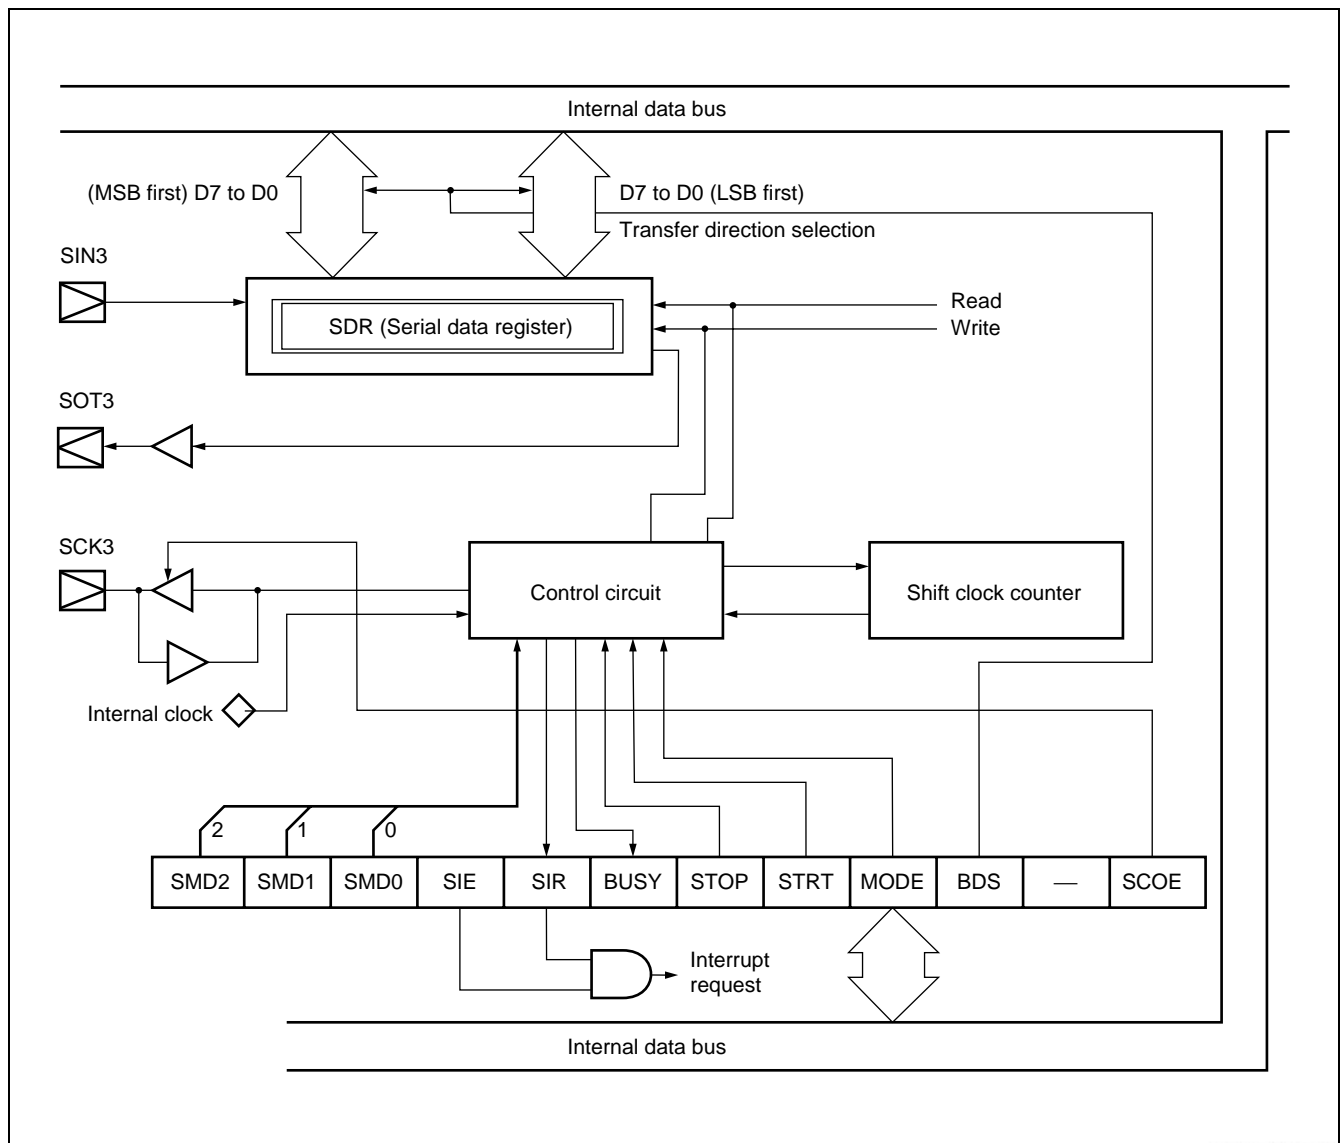 Internal data bus
(MSB first) D7 to D0
D7 to D0 (LSB first)
Transfer direction selection
SIN3
SDR (Serial data register)
Read
Write
SOT3
SCK3
Control circuit
Shift clock counter
Internal clock
2
1
0
SMD2 SMD1 SMD0 SIE SIR BUSY STOP STRT MODE BDS — SCOE
Interrupt
request
Internal data bus